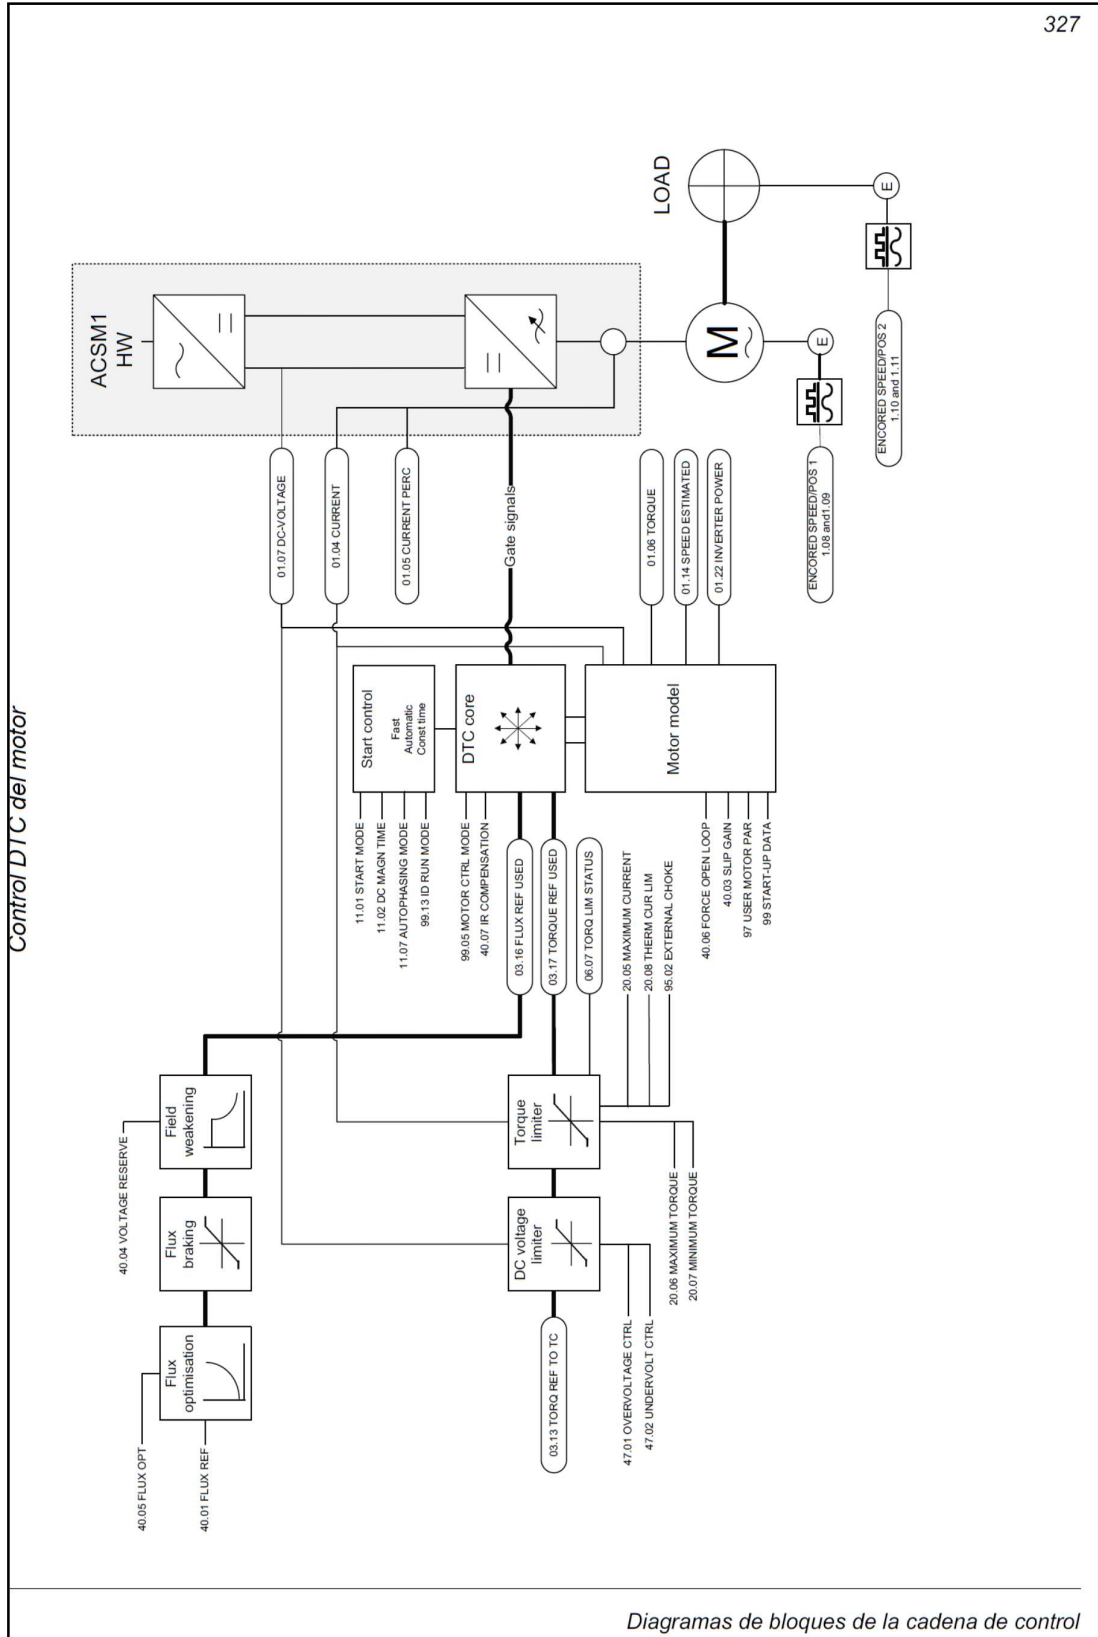 327
Control DTC del motor
40.05 FLUX OPT
40.01 FLUX REF
Flux
optimisation
Flux
braking
40.04 VOLTAGE RESERVE
Field
weakening
03.13 TORQ REF TO TC
47.01 OVERVOLTAGE CTRL
47.02 UNDERVOLT CTRL
DC voltage
limiter
20.06 MAXIMUM TORQUE
20.07 MINIMUM TORQUE
Torque
limiter
20.05 MAXIMUM CURRENT
20.08 THERM CUR LIM
95.02 EXTERNAL CHOKE
03.16 FLUX REF USED
03.17 TORQUE REF USED
06.07 TORQ LIM STATUS
11.01 START MODE
11.02 DC MAGN TIME
11.07 AUTOPHASING MODE
99.13 ID RUN MODE
99.05 MOTOR CTRL MODE
40.07 IR COMPENSATION
40.06 FORCE OPEN LOOP
40.03 SLIP GAIN
97 USER MOTOR PAR
99 START-UP DATA
Start control
Fast
Automatic
Const time
DTC core
Motor model
01.07 DC-VOLTAGE
01.04 CURRENT
01.05 CURRENT PERC
Gate signals
01.06 TORQUE
01.14 SPEED ESTIMATED
01.22 INVERTER POWER
ENCORED SPEED/POS 1
1.08 and1.09
ENCORED SPEED/POS 2
1.10 and 1.11
ACSM1
HW
M
E
LOAD
E
Diagramas de bloques de la cadena de control